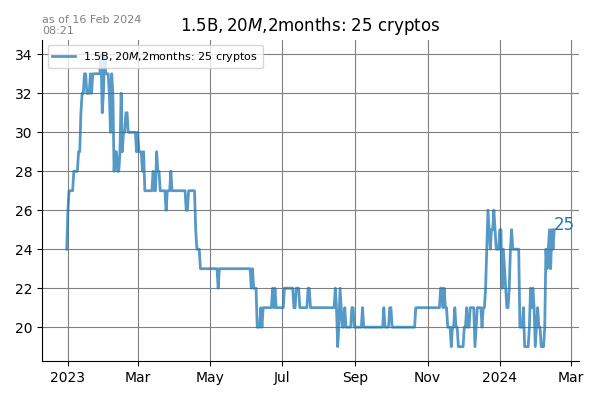 as of 16 Feb 2024
08:21
1.5B, 20M,2months: 25 cryptos
1.5B, 20M,2months: 25 cryptos
34
32
30
28
26
25
24
22
20
2023
Mar
May
Jul
Sep
Nov
2024
Mar